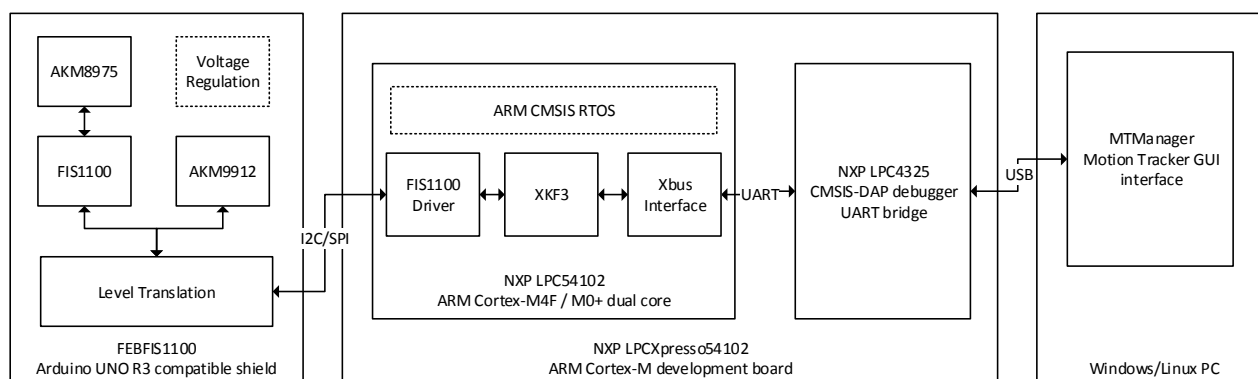 AKM8975
Voltage
Regulation
FIS1100
AKM9912
Level Translation
FEBFIS1100
Arduino UNO R3 compatible shield
I2C/SPI
ARM CMSIS RTOS
FIS1100
Driver
XKF3
Xbus
Interface
NXP LPC54102
ARM Cortex-M4F / M0+ dual core
UART
NXP LPC4325
CMSIS-DAP debugger
UART bridge
NXP LPCXpresso54102
ARM Cortex-M development board
USB
MTManager
Motion Tracker GUI
interface
Windows/Linux PC